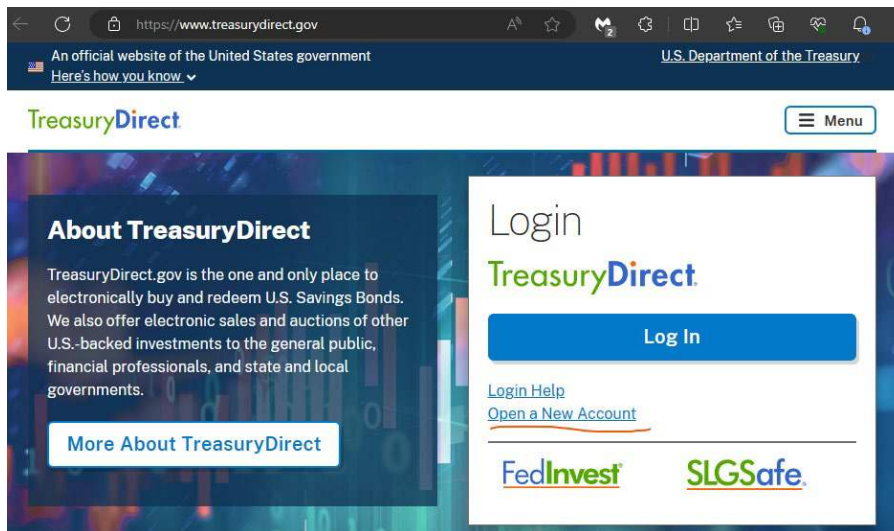 https://www.treasurydirect.gov
2
An official website of the United States government
Here's how you know
U.S. Department of the Treasury
TreasuryDirect.
Menu
About TreasuryDirect
TreasuryDirect.gov is the one and only place to
electronically buy and redeem U.S. Savings Bonds.
We also offer electronic sales and auctions of other
U.S.-backed investments to the general public,
financial professionals, and state and local
governments.
More About TreasuryDirect
Login
TreasuryDirect.
Log In
Login Help
Open a New Account
FedInvest
SLGSafe.